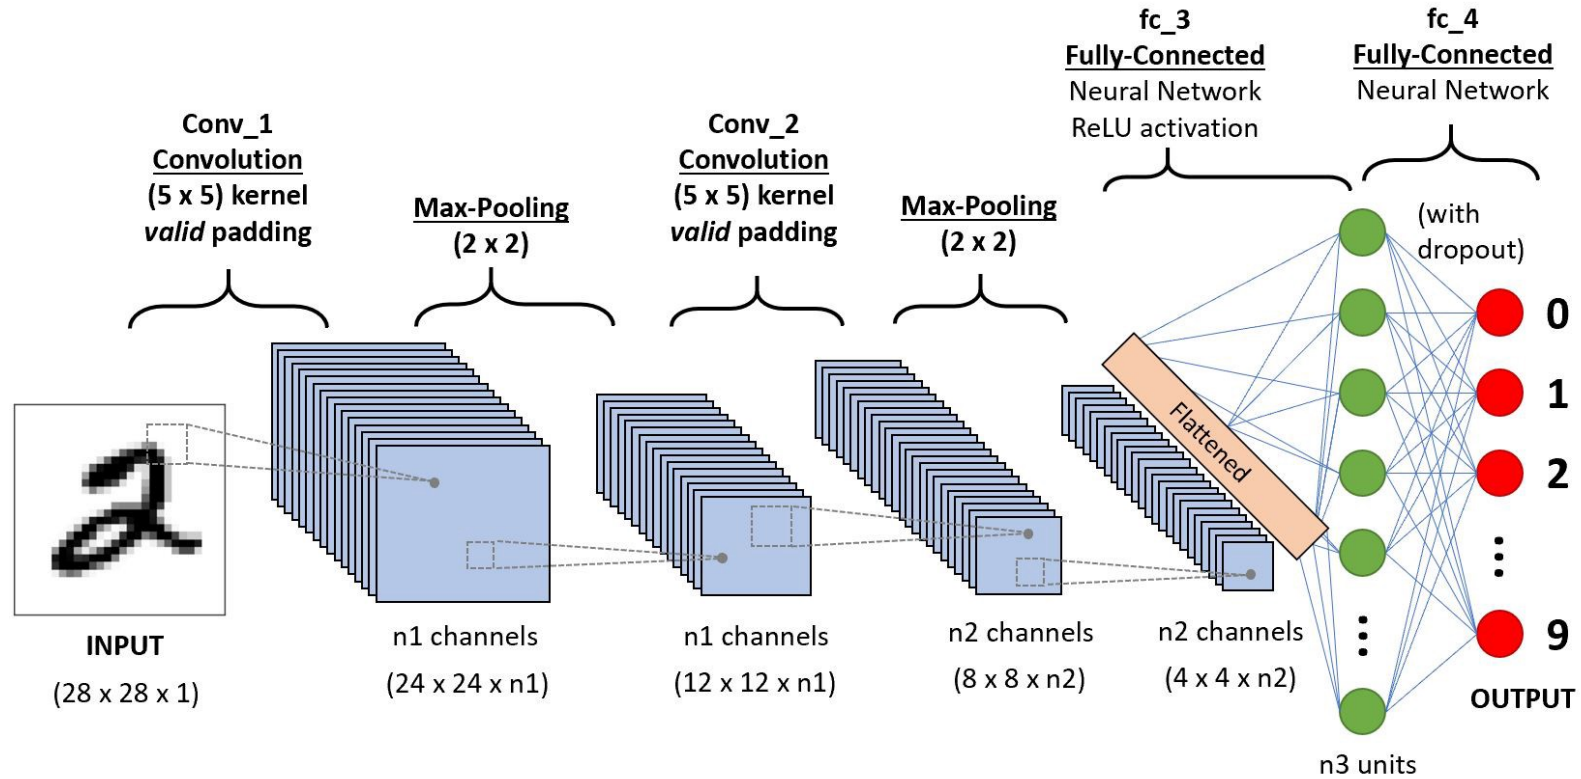 Conv_1
Convolution
(5 x 5) kernel
valid padding
Max-Pooling
(2 x 2)
Conv_2
Convolution
(5 x 5) kernel
valid padding
Max-Pooling
(2 x 2)
fc_3
Fully-Connected
Neural Network
ReLU activation
fc_4
Fully-Connected
Neural Network
(with
dropout)
Flattened
0
1
2
9
OUTPUT
INPUT
(28 x 28 x 1)
n1 channels
(24 x 24 x n1)
n1 channels
(12 x 12 x n1)
n2 channels
(8 x 8 x n2)
n2 channels
(4 x 4 x n2)
n3 units